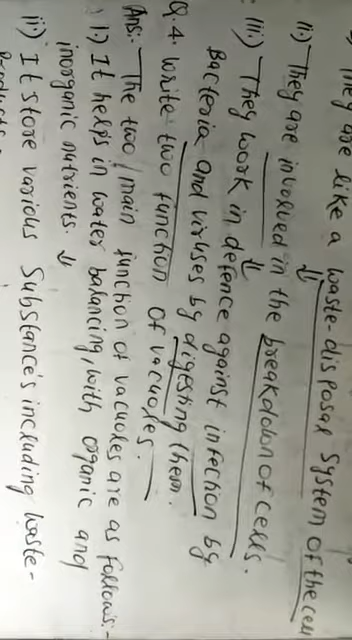 They are like a waste-disposal system of the cell
(ii.) They are involved in the breakdown of cells.
(iii.) They work in defence against infection by
Bacteria and viruses by digesting them.
Q.4. Write two function of vacuoles.
Ans:- The two main function of vacuoles are as follows:-
i.) It helps in water balancing, with organic and
inorganic nutrients.
ii.) It store various Substance's including waste-
Products.